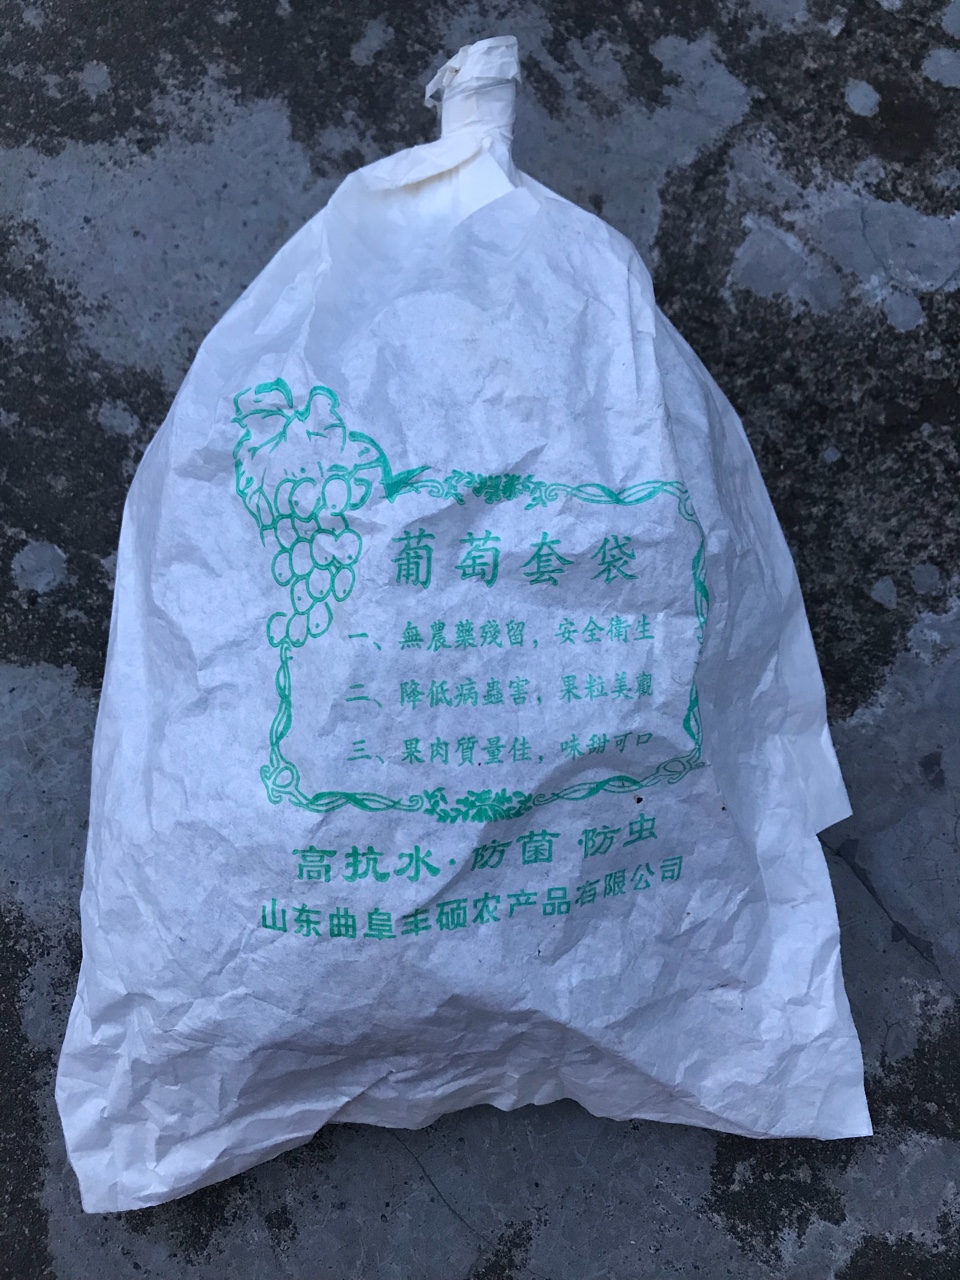 葡萄套袋
一、無農藥殘留，安全衛生
二、降低病蟲害，果粒美觀
三、果肉質量佳，味甜可口
高抗水·防菌·防虫
山东曲阜丰硕农产品有限公司